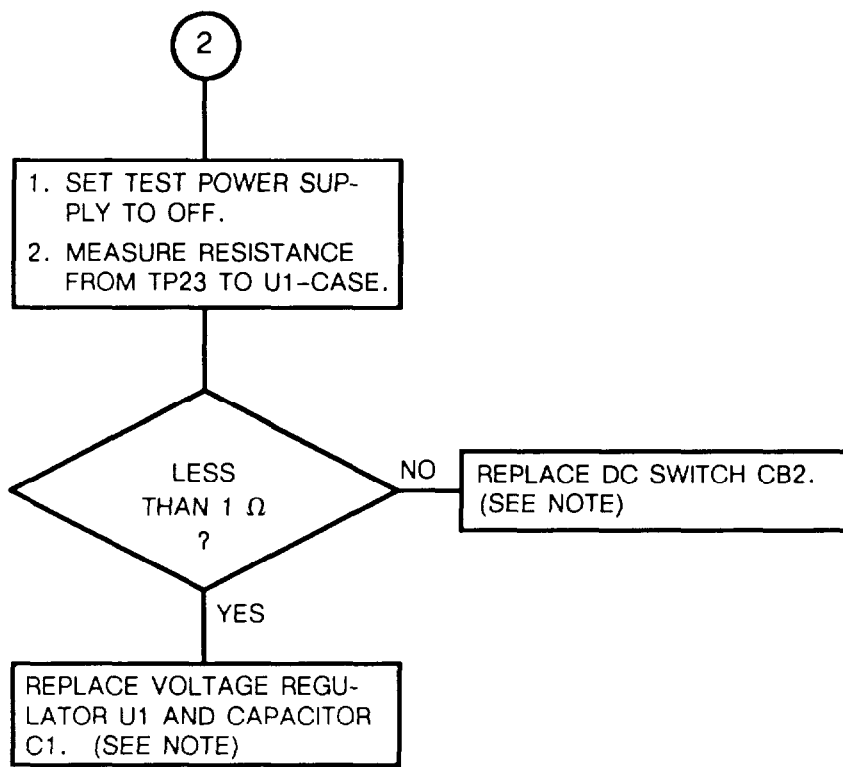 2
1. SET TEST POWER SUP-
PLY TO OFF.
2. MEASURE RESISTANCE
FROM TP23 TO U1-CASE.
LESS
THAN 1 Ω
?
NO
REPLACE DC SWITCH CB2.
(SEE NOTE)
YES
REPLACE VOLTAGE REGU-
LATOR U1 AND CAPACITOR
C1. (SEE NOTE)